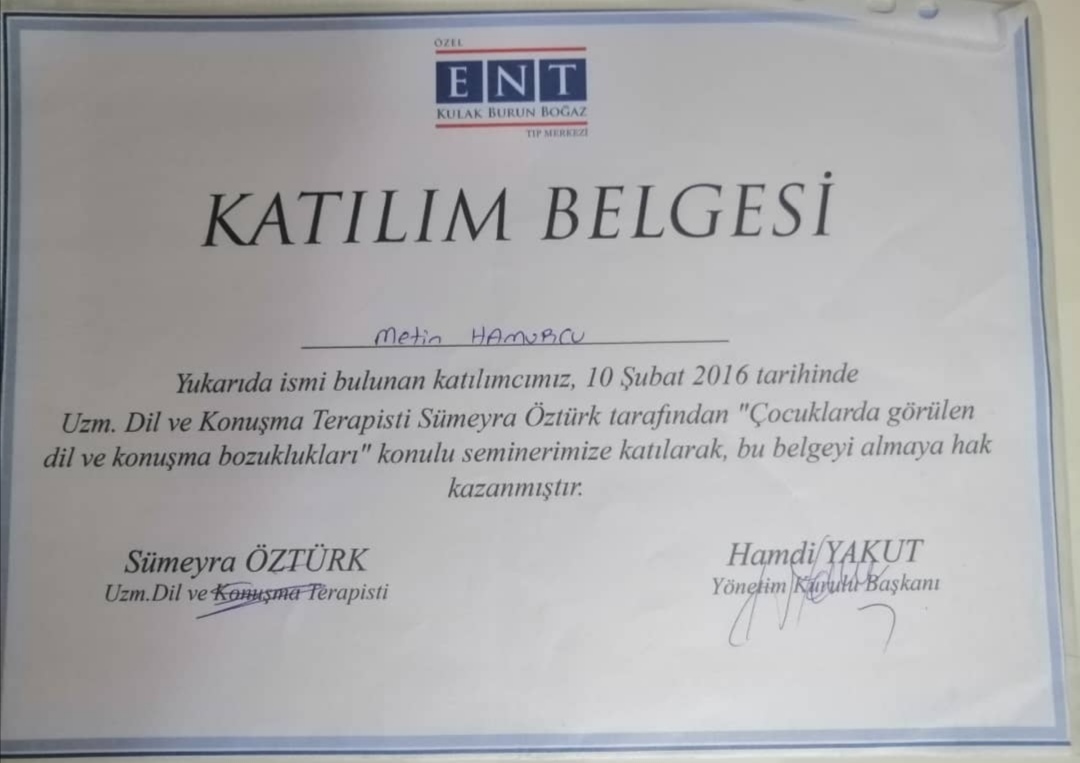 ÖZEL
ENT
KULAK BURUN BOĞAZ
TIP MERKEZİ
KATILIM BELGESİ
Metin HAMURCU
Yukarıda ismi bulunan katılımcımız, 10 Şubat 2016 tarihinde
Uzm. Dil ve Konuşma Terapisti Sümeyra Öztürk tarafından "Çocuklarda görülen
dil ve konuşma bozuklukları" konulu seminerimize katılarak, bu belgeyi almaya hak
kazanmıştır.
Sümeyra ÖZTÜRK
Uzm.Dil ve Konuşma Terapisti
Hamdi YAKUT
Yönetim Kurulu Başkanı